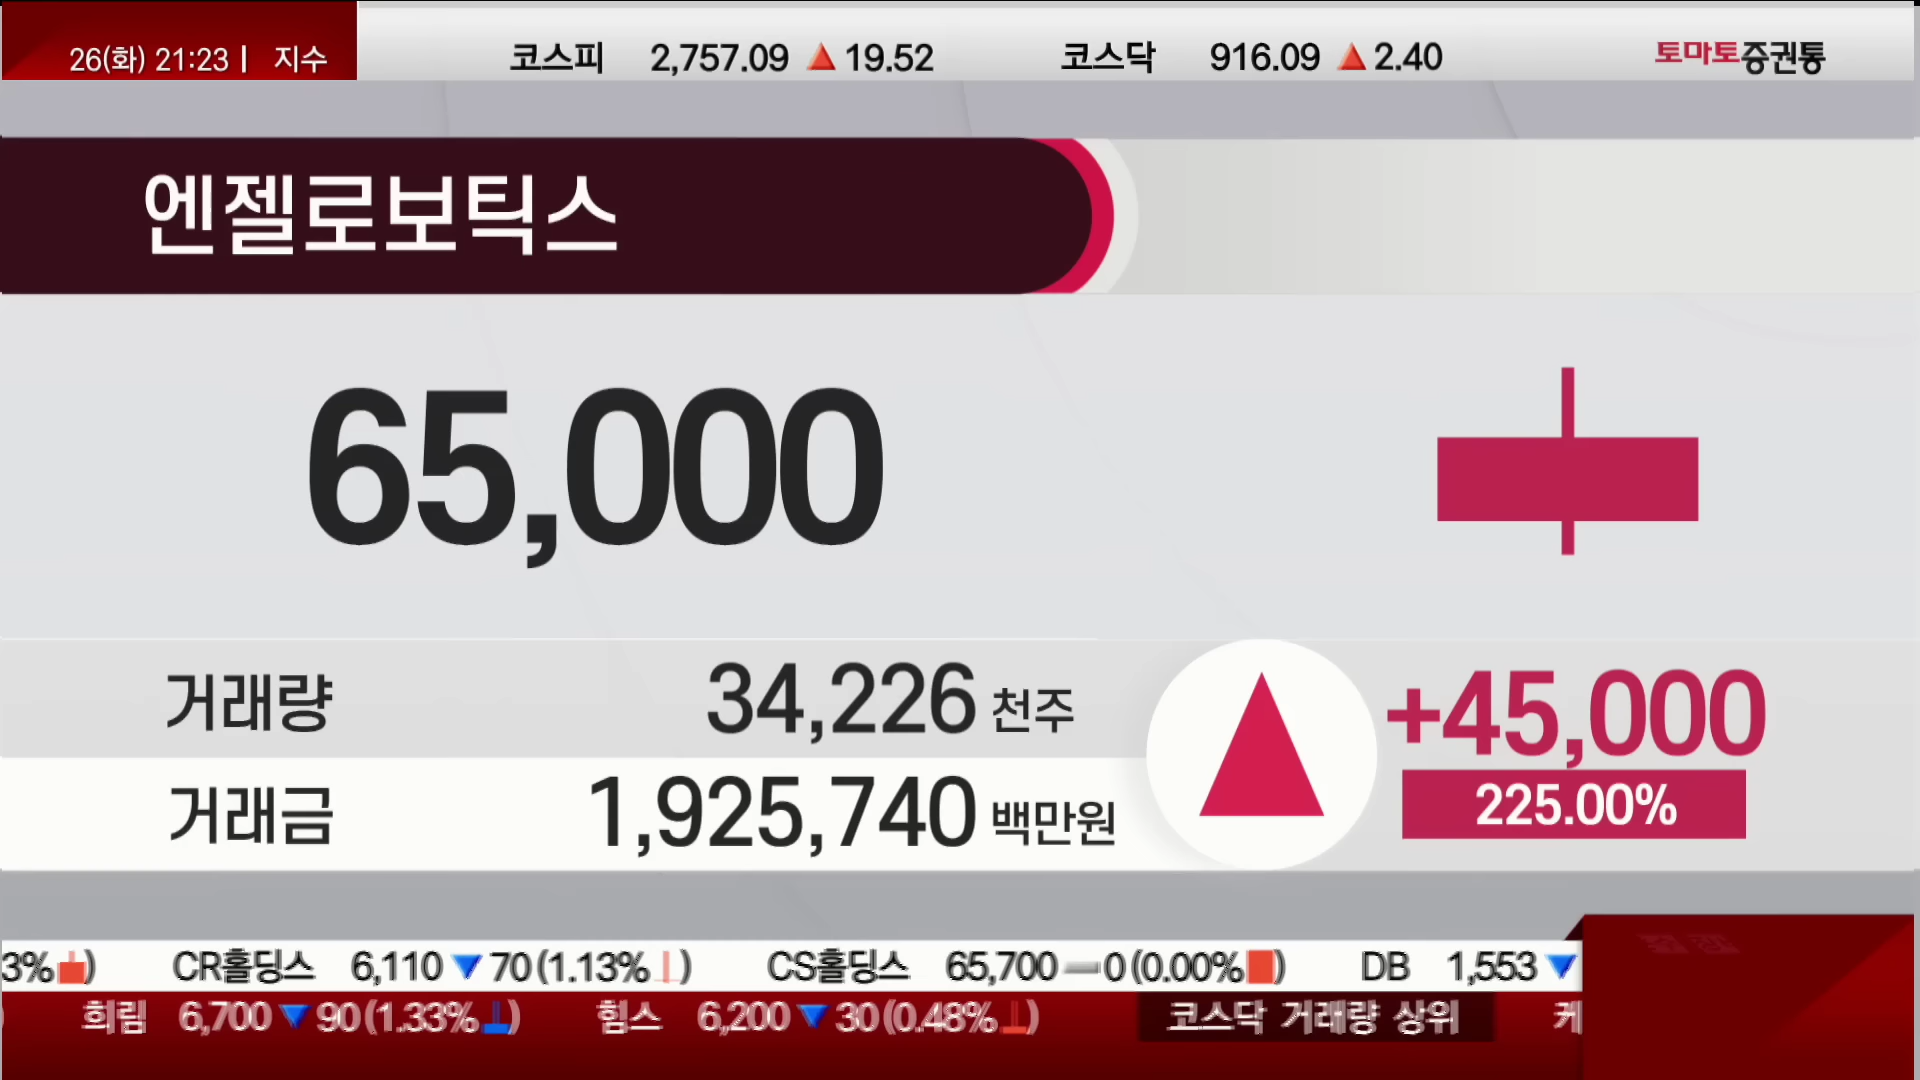 26(화) 21:23 | 지수 코스피 2,757.09 ▲ 19.52 코스닥 916.09 ▲ 2.40 토마토증권통
엔젤로보틱스
65,000
거래량 34,226 천주
+45,000
225.00%
거래금 1,925,740 백만원
3% ) CR홀딩스 6,110 ▼ 70 (1.13% ) CS홀딩스 65,700 0 (0.00% ) DB 1,553 ▼
) 희림 6,700 ▼ 90 (1.33% ) 힘스 6,200 ▼ 30 (0.48% ) 코스닥 거래량 상위 케